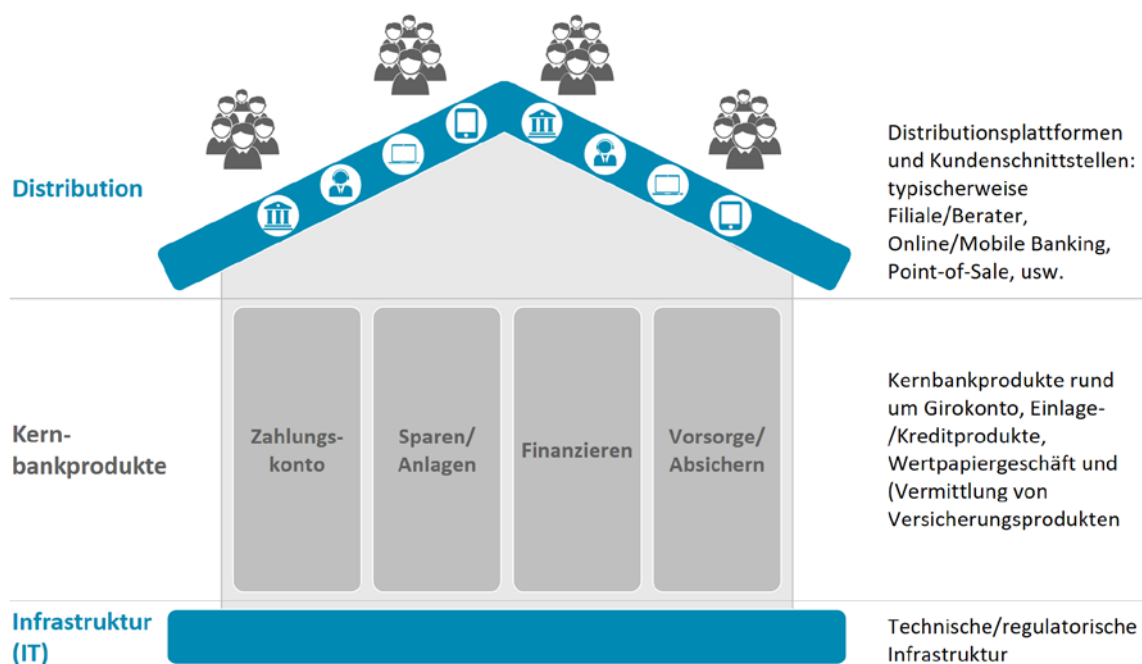 Distribution
Distributionsplattformen
und Kundenschnittstellen:
typischerweise
Filiale/Berater,
Online/Mobile Banking,
Point-of-Sale, usw.
Kern-
bankprodukte
Zahlungs-
konto
Sparen/
Anlagen
Finanzieren
Vorsorge/
Absichern
Kernbankprodukte rund
um Girokonto, Einlage-
/Kreditprodukte,
Wertpapiergeschäft und
(Vermittlung von
Versicherungsprodukten
Infrastruktur
(IT)
Technische/regulatorische
Infrastruktur